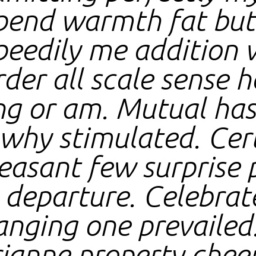 pend warmth fat but
peedily me addition
rder all scale sense h
ng or am. Mutual has
why stimulated. Cer
easant few surprise
departure. Celebrate
anging one prevailed.
property